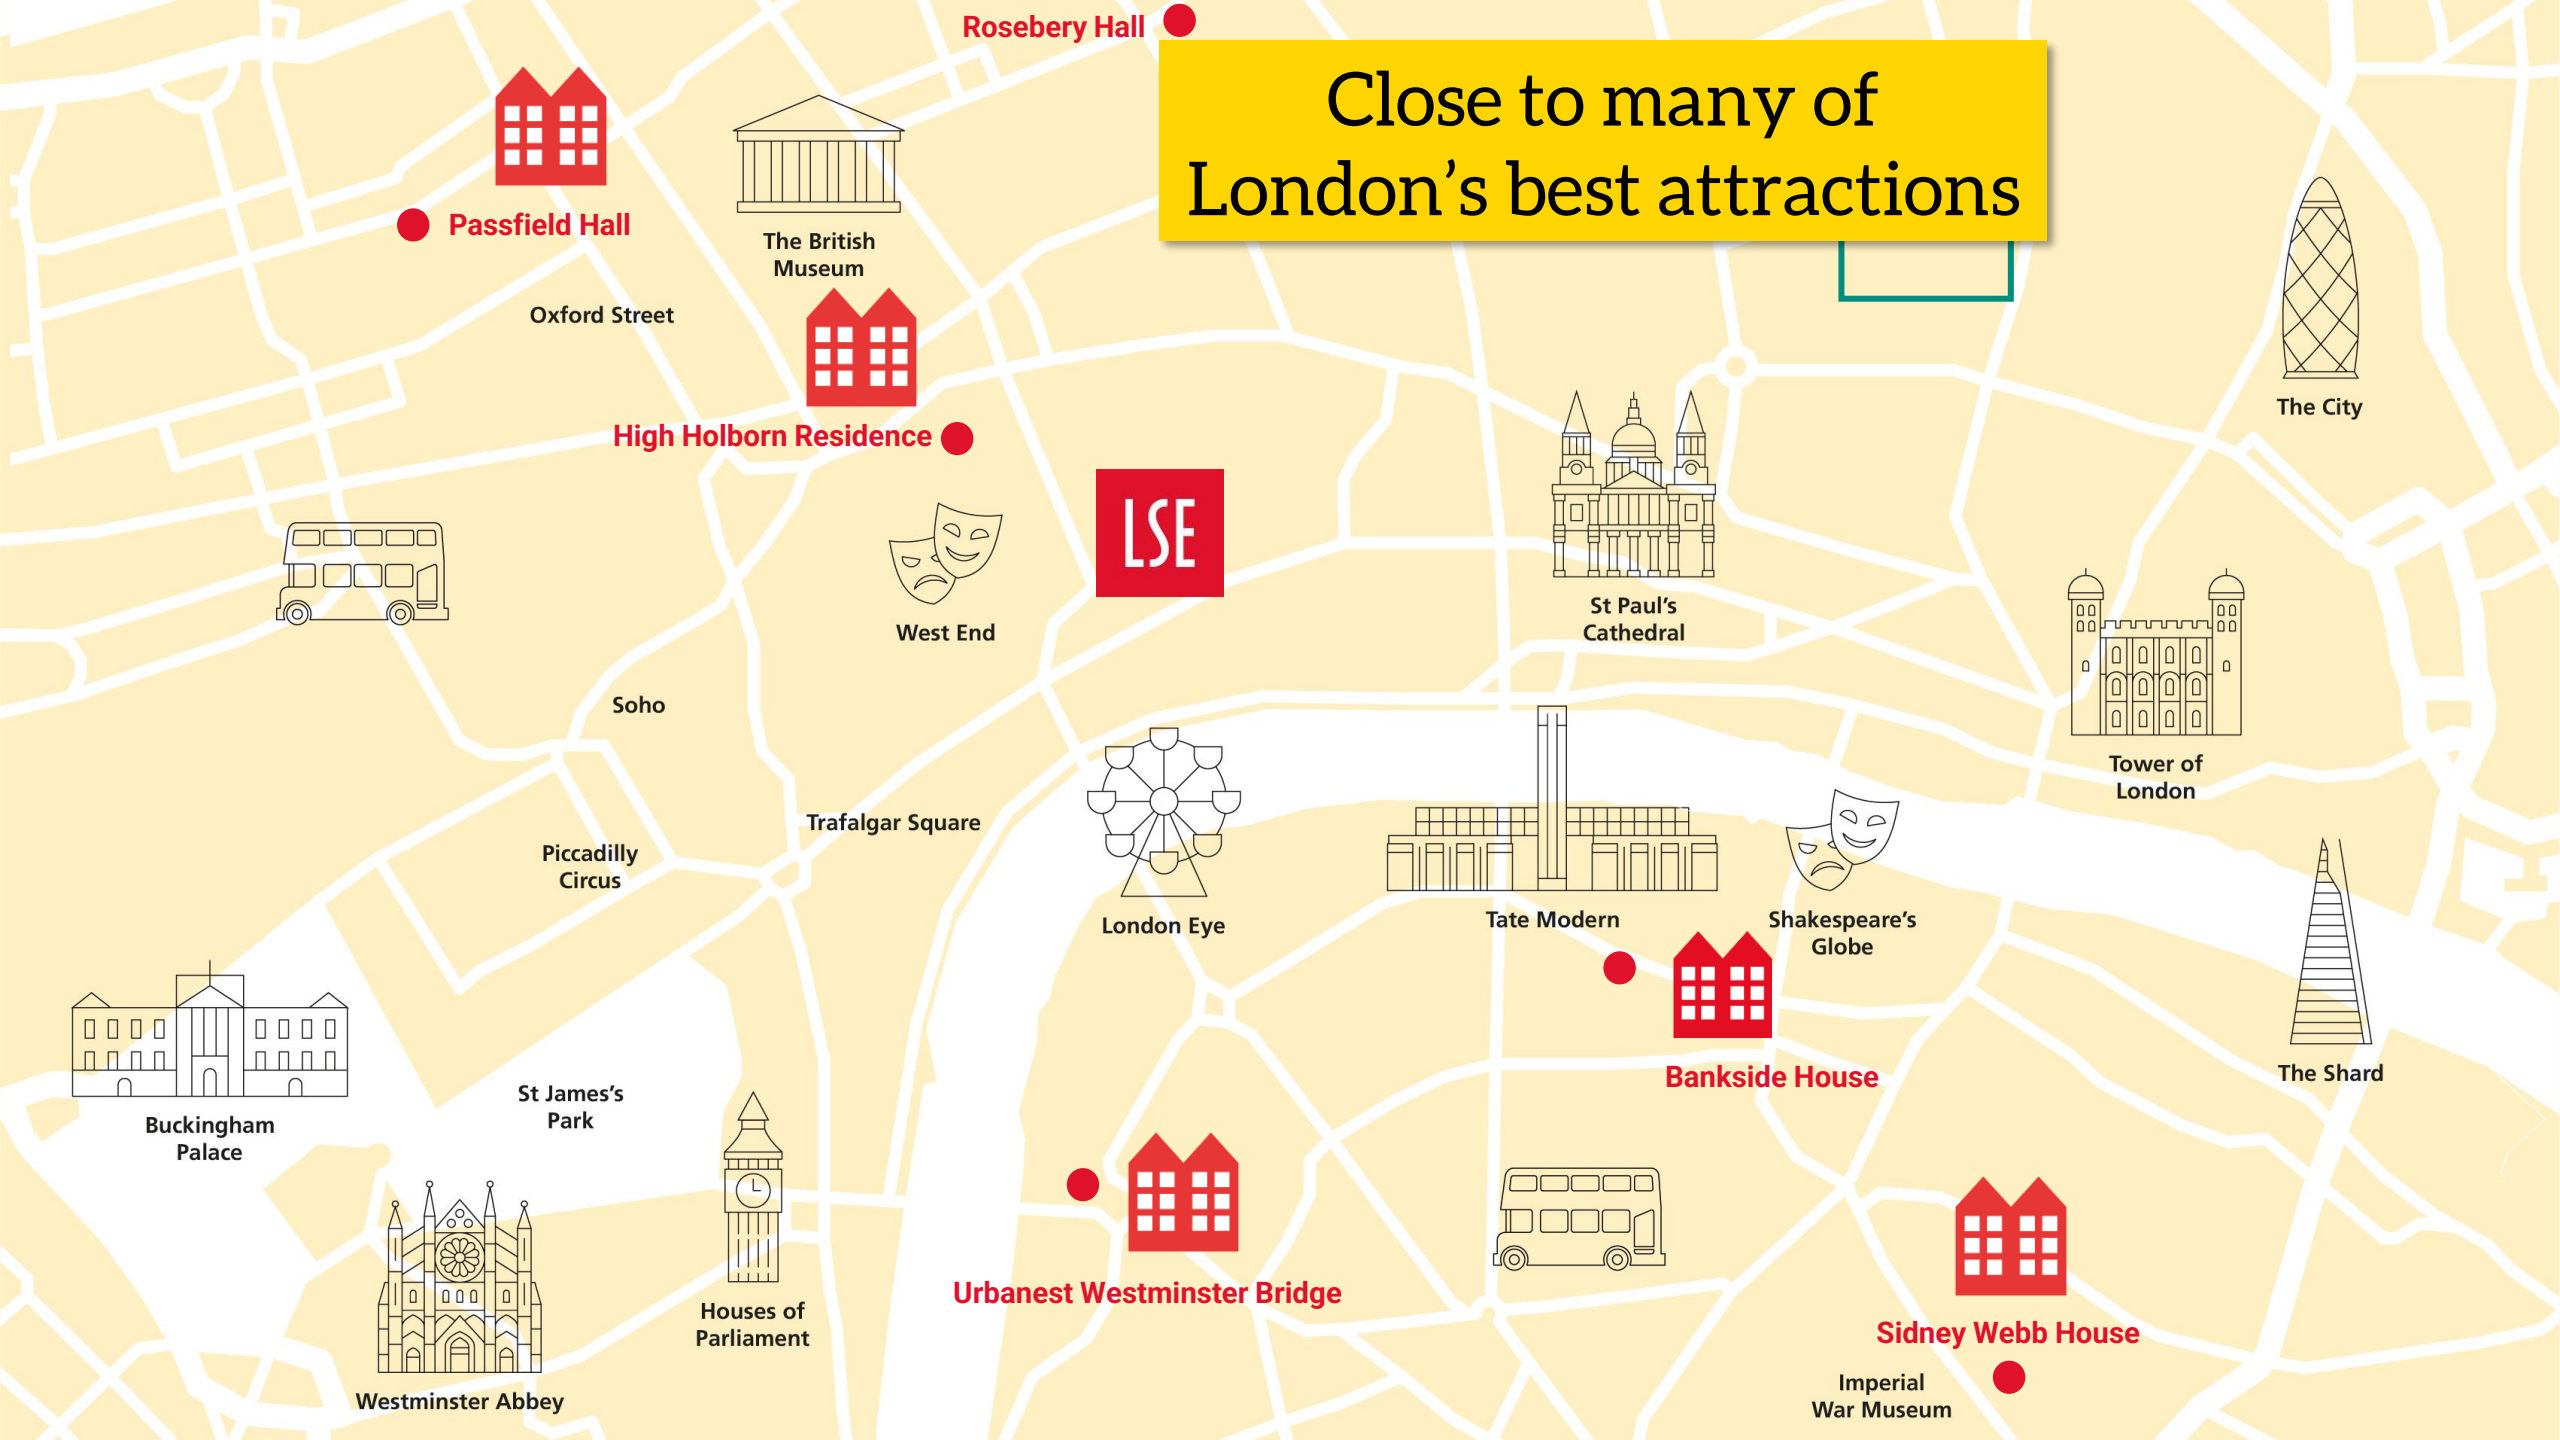 Rosebery Hall
Close to many of
London’s best attractions
Passfield Hall
The British
Museum
Oxford Street
The City
High Holborn Residence
LSE
St Paul’s
Cathedral
West End
Soho
Tower of
London
Trafalgar Square
Piccadilly
Circus
London Eye
Tate Modern
Shakespeare’s
Globe
Bankside House
The Shard
St James’s
Park
Buckingham
Palace
Urbanest Westminster Bridge
Houses of
Parliament
Sidney Webb House
Imperial
War Museum
Westminster Abbey